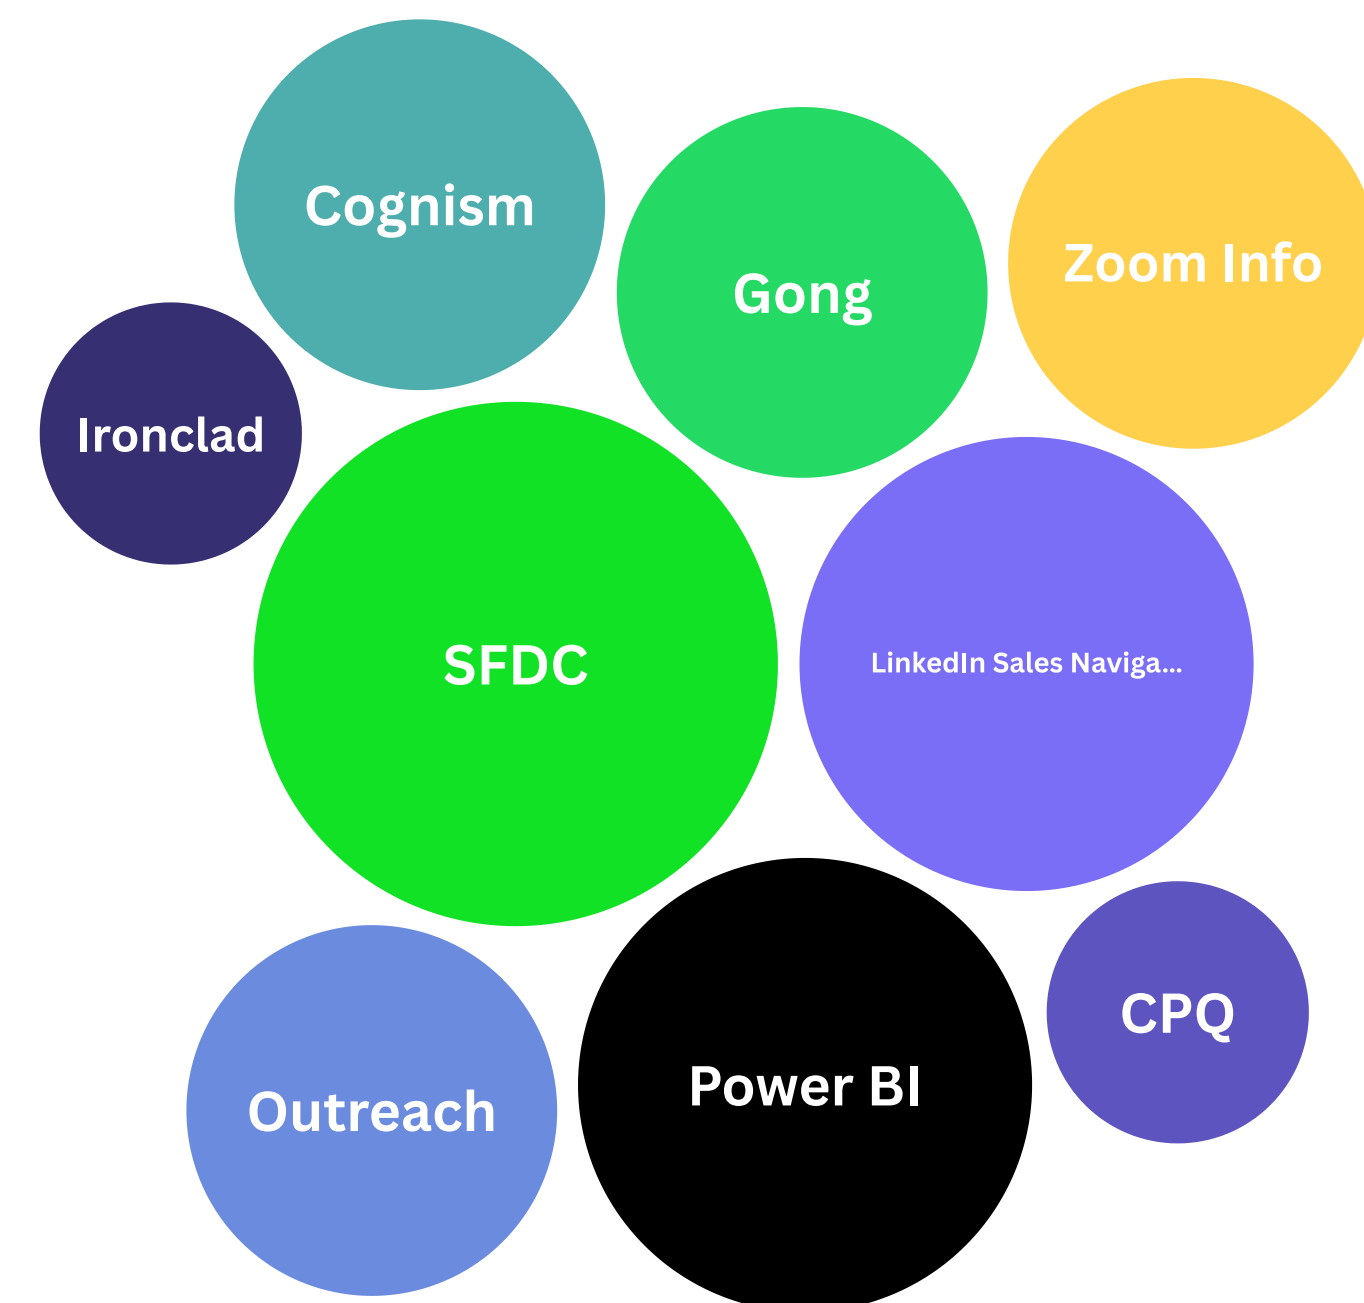 Cognism
Gong
Zoom Info
Ironclad
SFDC
LinkedIn Sales Naviga...
CPQ
Power BI
Outreach